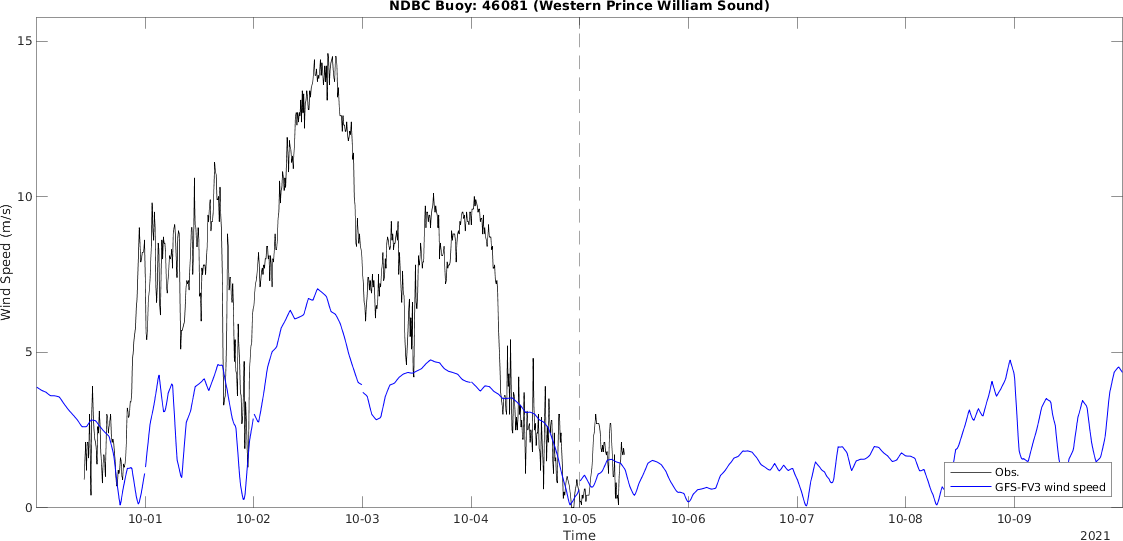 NDBC Buoy: 46081 (Western Prince William Sound)
15
10
5
0
Wind Speed (m/s)
10-01 10-02 10-03 10-04 10-05 10-06 10-07 10-08 10-09
Time
2021
Obs.
GFS-FV3 wind speed